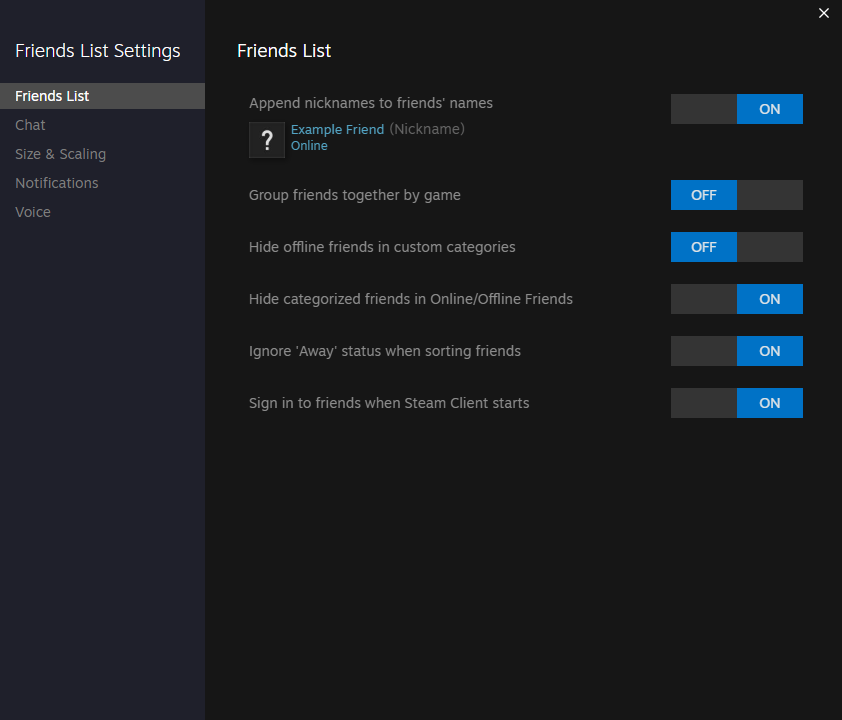 Friends List Settings
Friends List
Chat
Size & Scaling
Notifications
Voice
Friends List
Append nicknames to friends' names
ON
?
Example Friend (Nickname)
Online
Group friends together by game
OFF
Hide offline friends in custom categories
OFF
Hide categorized friends in Online/Offline Friends
ON
Ignore 'Away' status when sorting friends
ON
Sign in to friends when Steam Client starts
ON